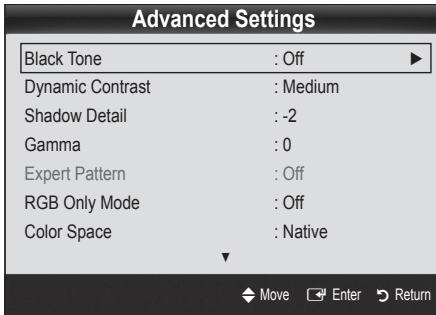 Advanced Settings
Black Tone : Off ►
Dynamic Contrast : Medium
Shadow Detail : -2
Gamma : 0
Expert Pattern : Off
RGB Only Mode : Off
Color Space : Native
▼
Move Enter Return